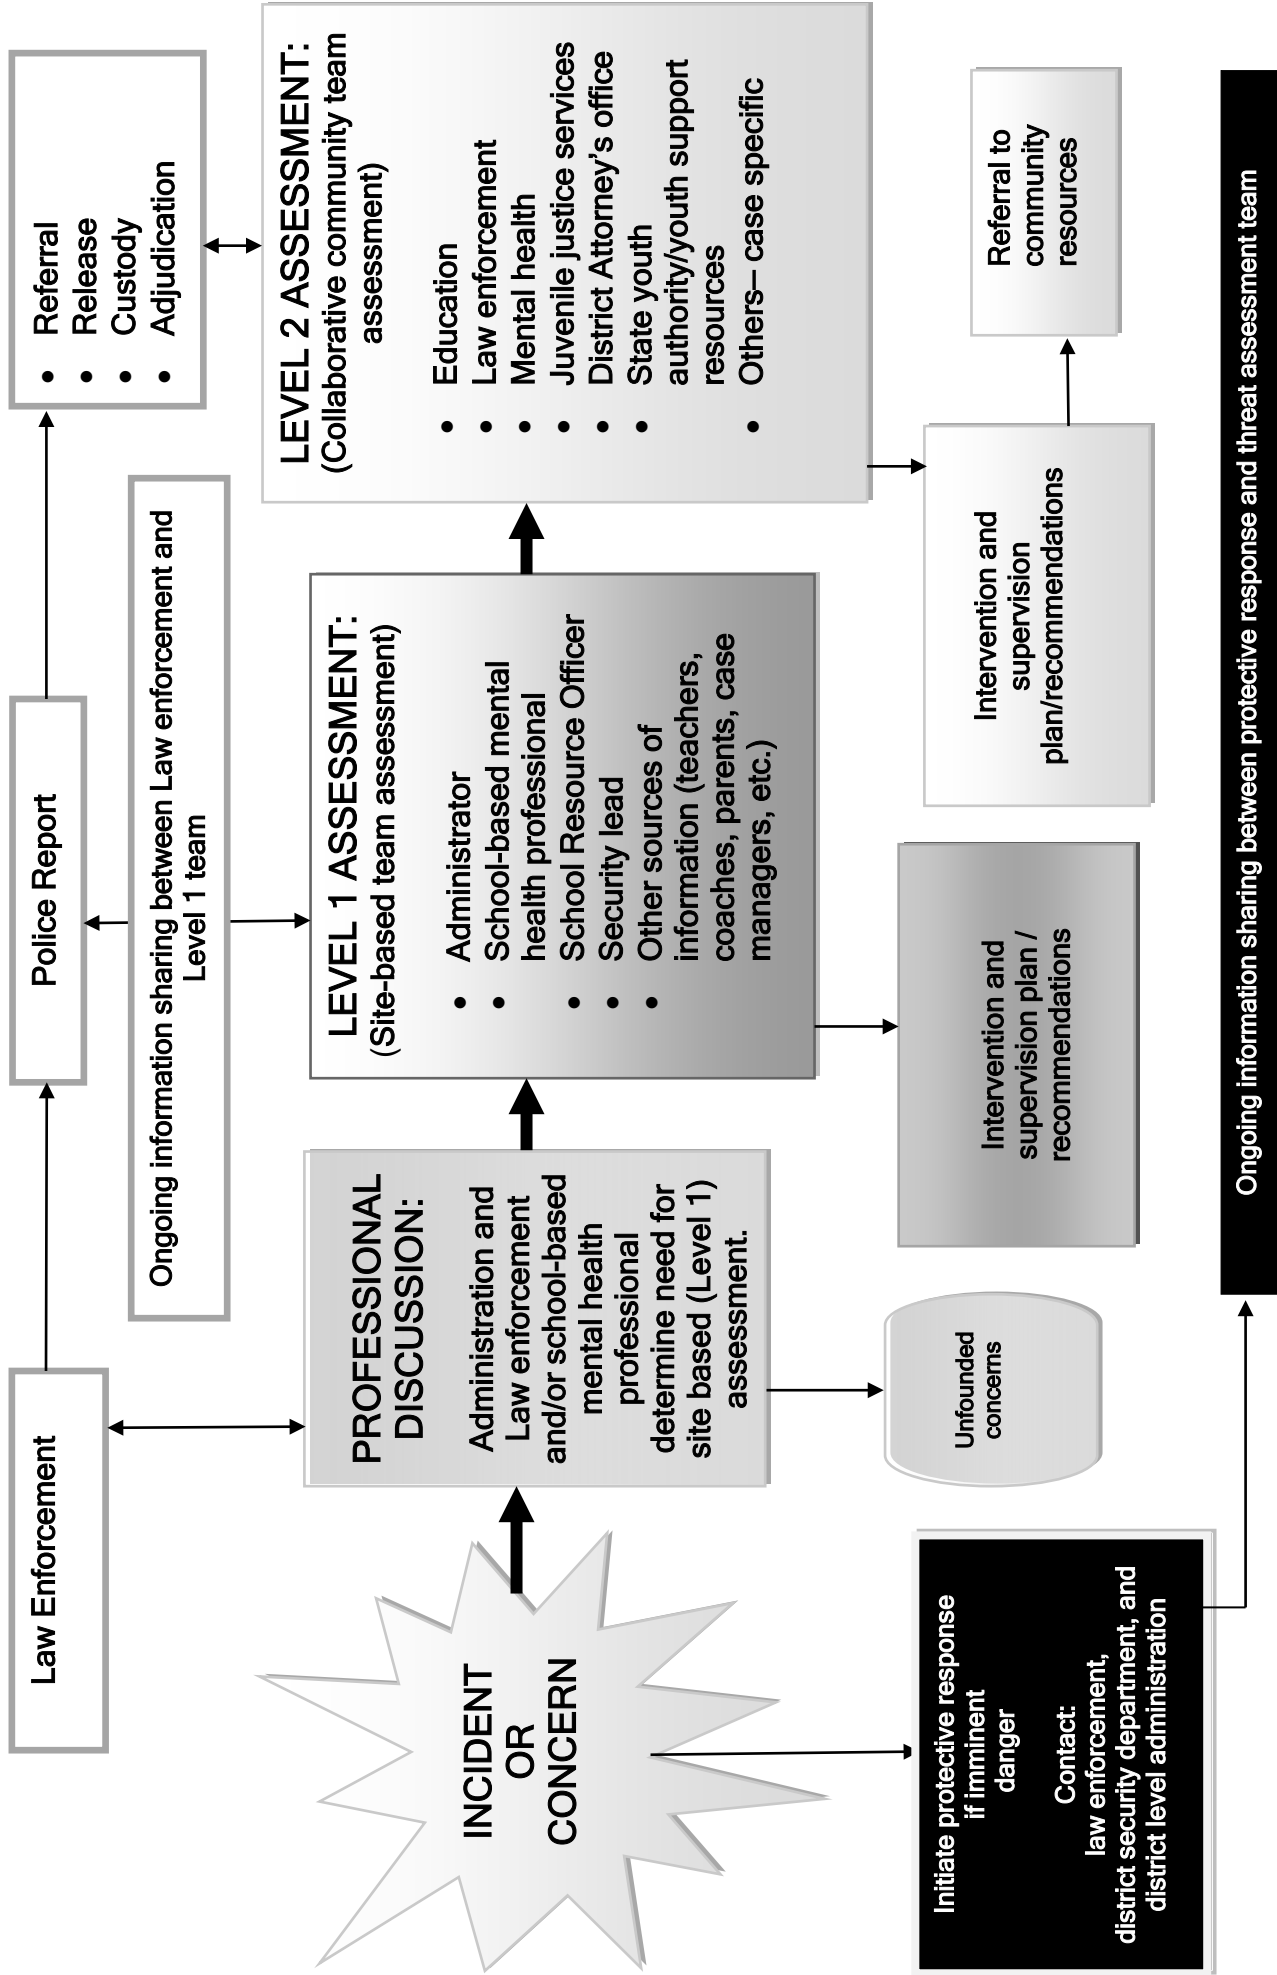 Law Enforcement
Police Report
• Referral
• Release
• Custody
• Adjudication
Ongoing information sharing between Law enforcement and
Level 1 team
INCIDENT
OR
CONCERN
PROFESSIONAL
DISCUSSION:
Administration and
Law enforcement
and/or school-based
mental health
professional
determine need for
site based (Level 1)
assessment.
LEVEL 1 ASSESSMENT:
(Site-based team assessment)
• Administrator
• School-based mental
health professional
• School Resource Officer
• Security lead
• Other sources of
information (teachers,
coaches, parents, case
managers, etc.)
LEVEL 2 ASSESSMENT:
(Collaborative community team
assessment)
• Education
• Law enforcement
• Mental health
• Juvenile justice services
• District Attorney’s office
• State youth
authority/youth support
resources
• Others– case specific
Initiate protective response
if imminent
danger
Contact:
law enforcement,
district security department, and
district level administration
Unfounded
concerns
Intervention and
supervision plan /
recommendations
Intervention and
supervision
plan/recommendations
Referral to
community
resources
Ongoing information sharing between protective response and threat assessment team